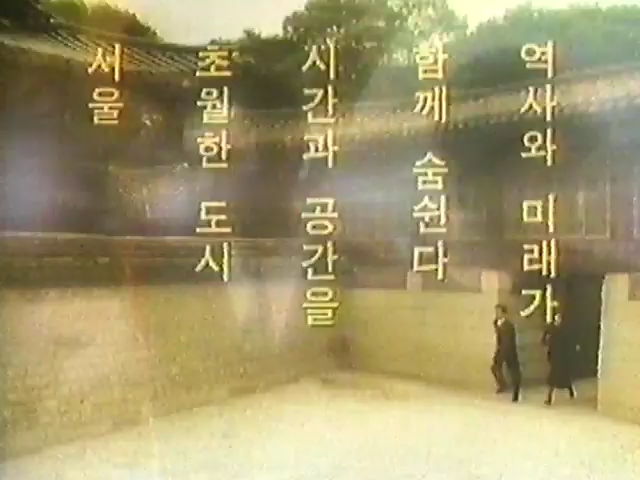 역사와 미래가
함께 숨쉰다
시간과 공간을
초월한 도시
서울